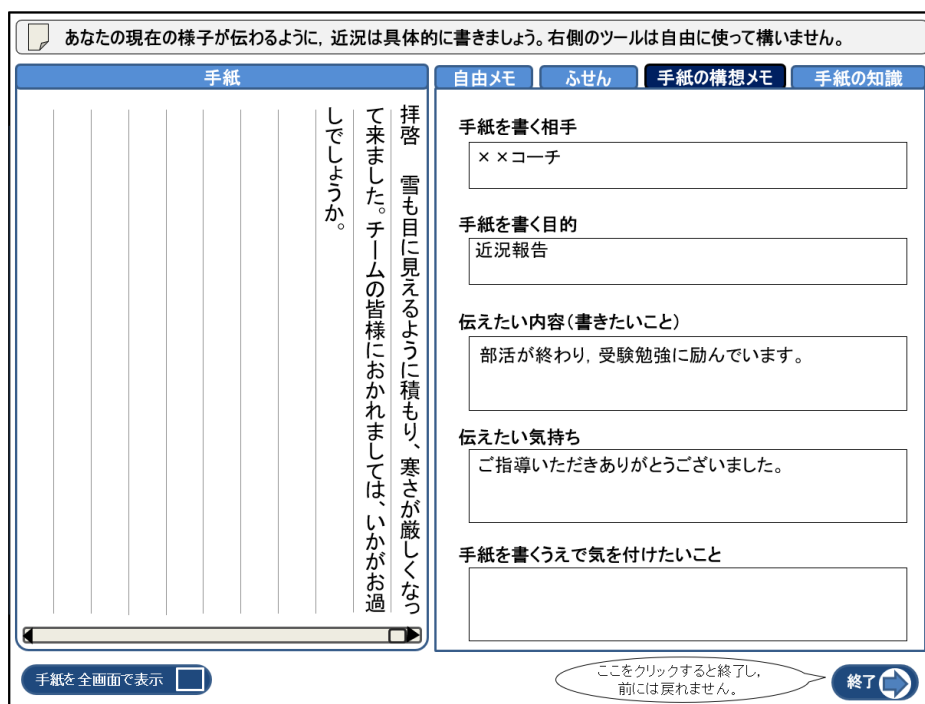 あなたの現在の様子が伝わるように，近況は具体的に書きましょう。右側のツールは自由に使って構いません。
手紙
拝啓　雪も目に見えるように積もり、寒さが厳しくなっ
て来ました。チームの皆様におかれましては、いかがお過
しでしょうか。
自由メモ
ふせん
手紙の構想メモ
手紙の知識
手紙を書く相手
××コーチ
手紙を書く目的
近況報告
伝えたい内容（書きたいこと）
部活が終わり，受験勉強に励んでいます。
伝えたい気持ち
ご指導いただきありがとうございました。
手紙を書くうえで気を付けたいこと
手紙を全画面で表示
ここをクリックすると終了し，
前には戻れません。
終了